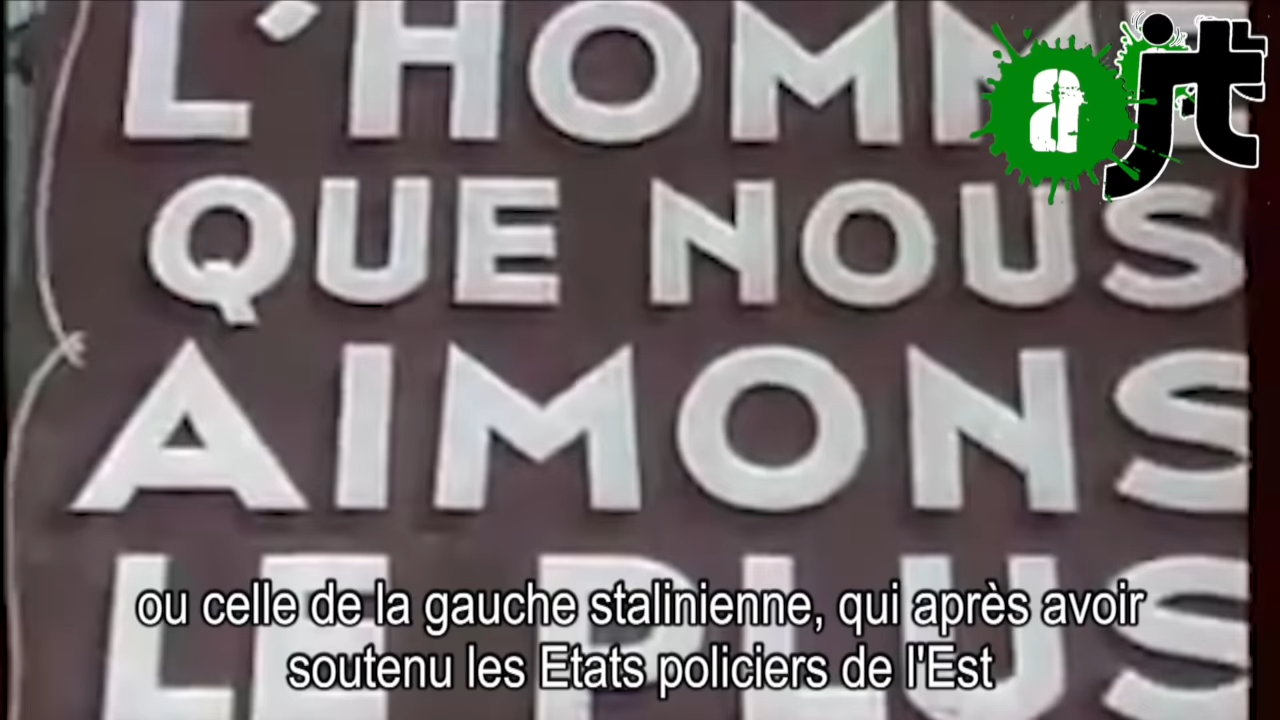 L'HOMME
a jt
QUE NOUS
AIMONS
LE PLUS
ou celle de la gauche stalinienne, qui après avoir
soutenu les Etats policiers de l'Est